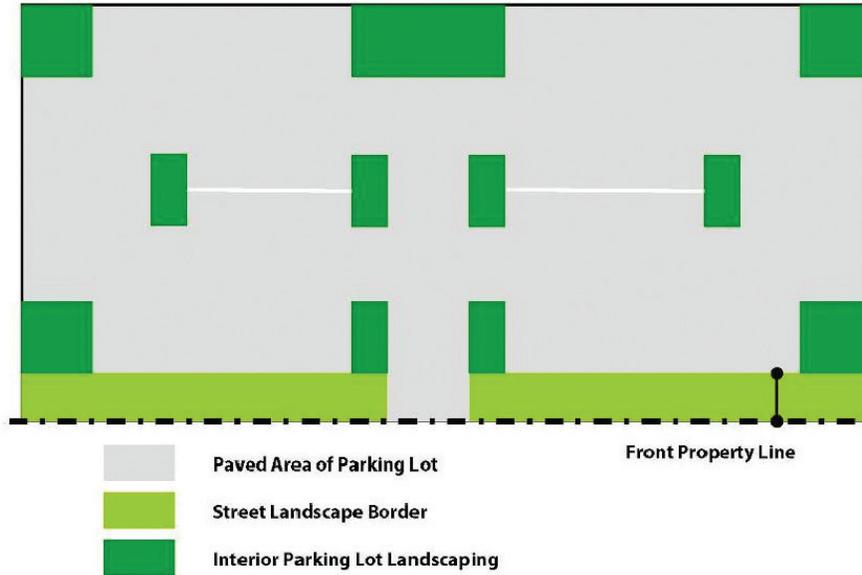 Front Property Line
Paved Area of Parking Lot
Street Landscape Border
Interior Parking Lot Landscaping